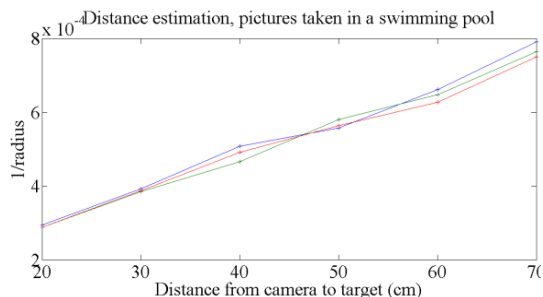 Distance estimation, pictures taken in a swimming pool
x 10⁻⁴
8
6
4
2
1/radius
20 30 40 50 60 70
Distance from camera to target (cm)